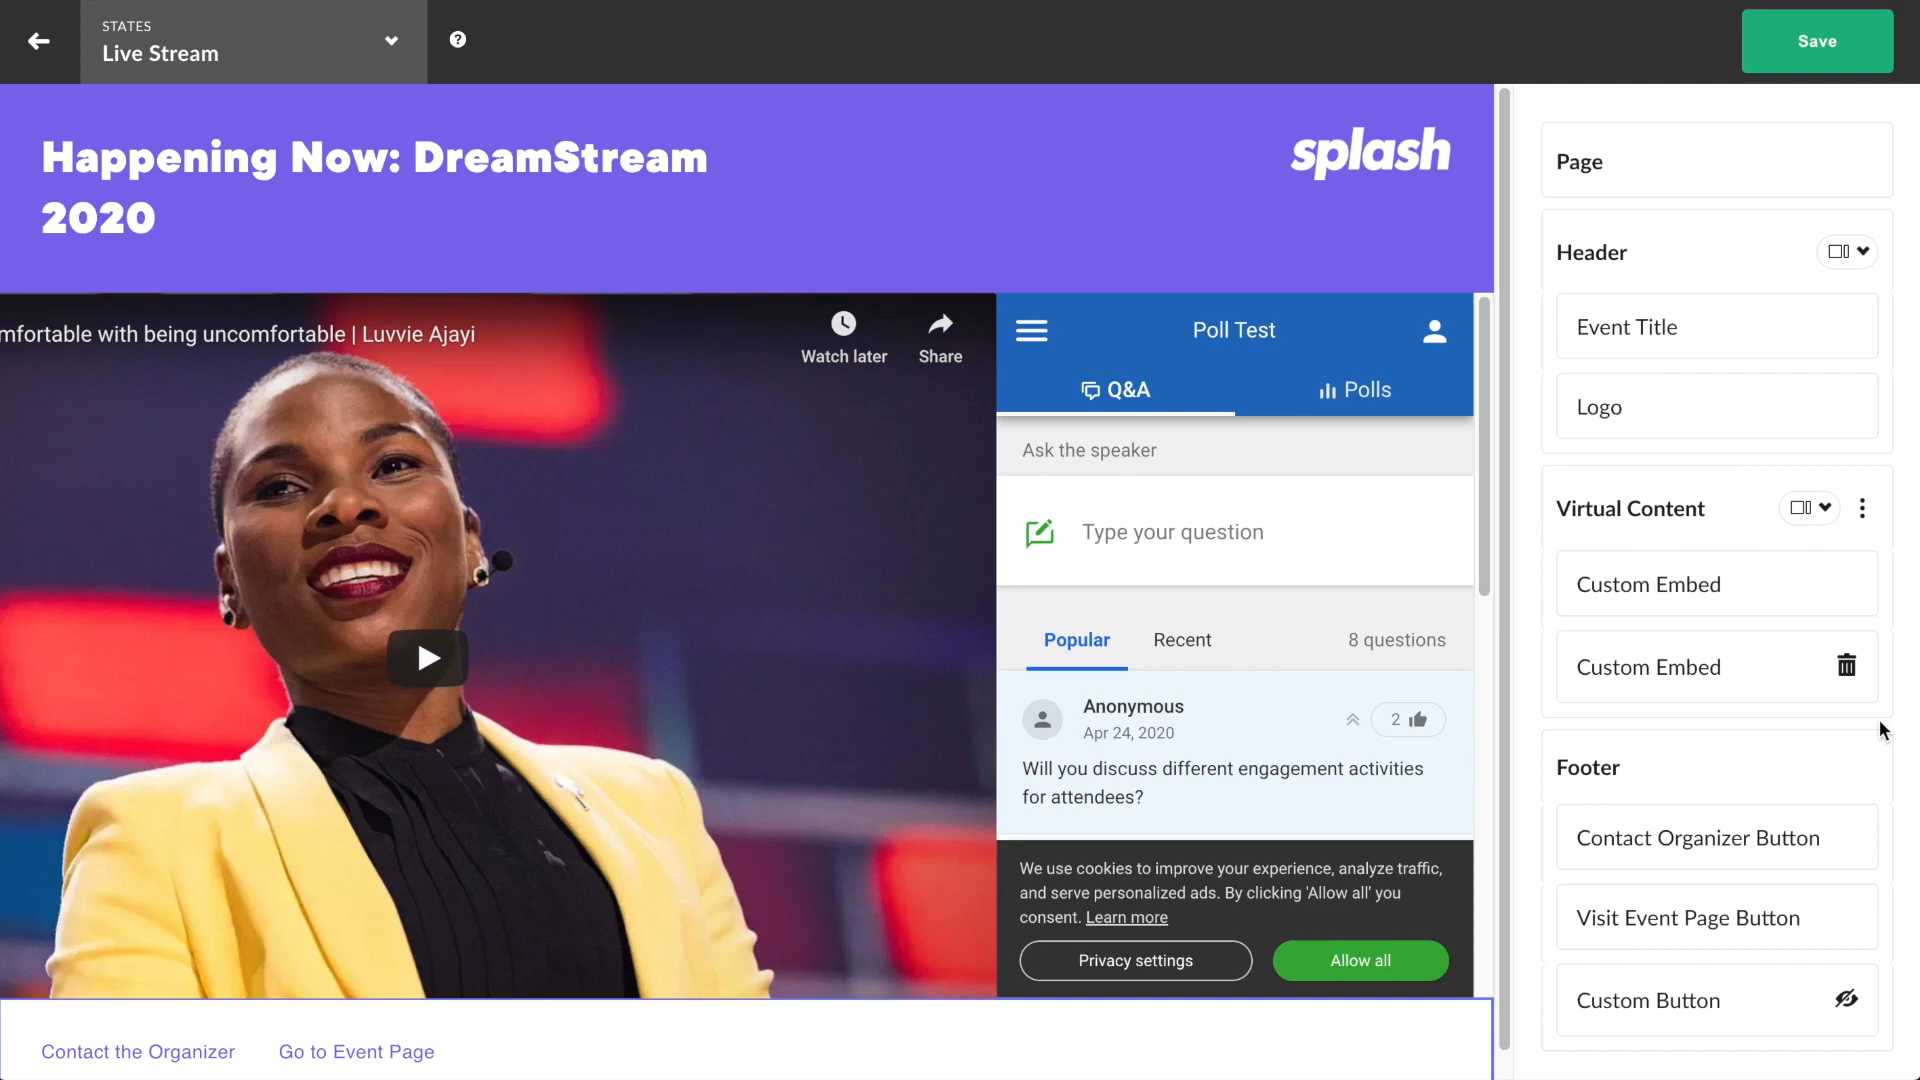 STATES
Live Stream
Save
Happening Now: DreamStream
2020
splash
mfortable with being uncomfortable | Luvvie Ajayi
Watch later
Share
Poll Test
Q&A
Polls
Ask the speaker
Type your question
Popular
Recent
8 questions
Anonymous
Apr 24, 2020
2
Will you discuss different engagement activities
for attendees?
We use cookies to improve your experience, analyze traffic,
and serve personalized ads. By clicking 'Allow all' you
consent. Learn more
Privacy settings
Allow all
Contact the Organizer
Go to Event Page
Page
Header
Event Title
Logo
Virtual Content
Custom Embed
Custom Embed
Footer
Contact Organizer Button
Visit Event Page Button
Custom Button